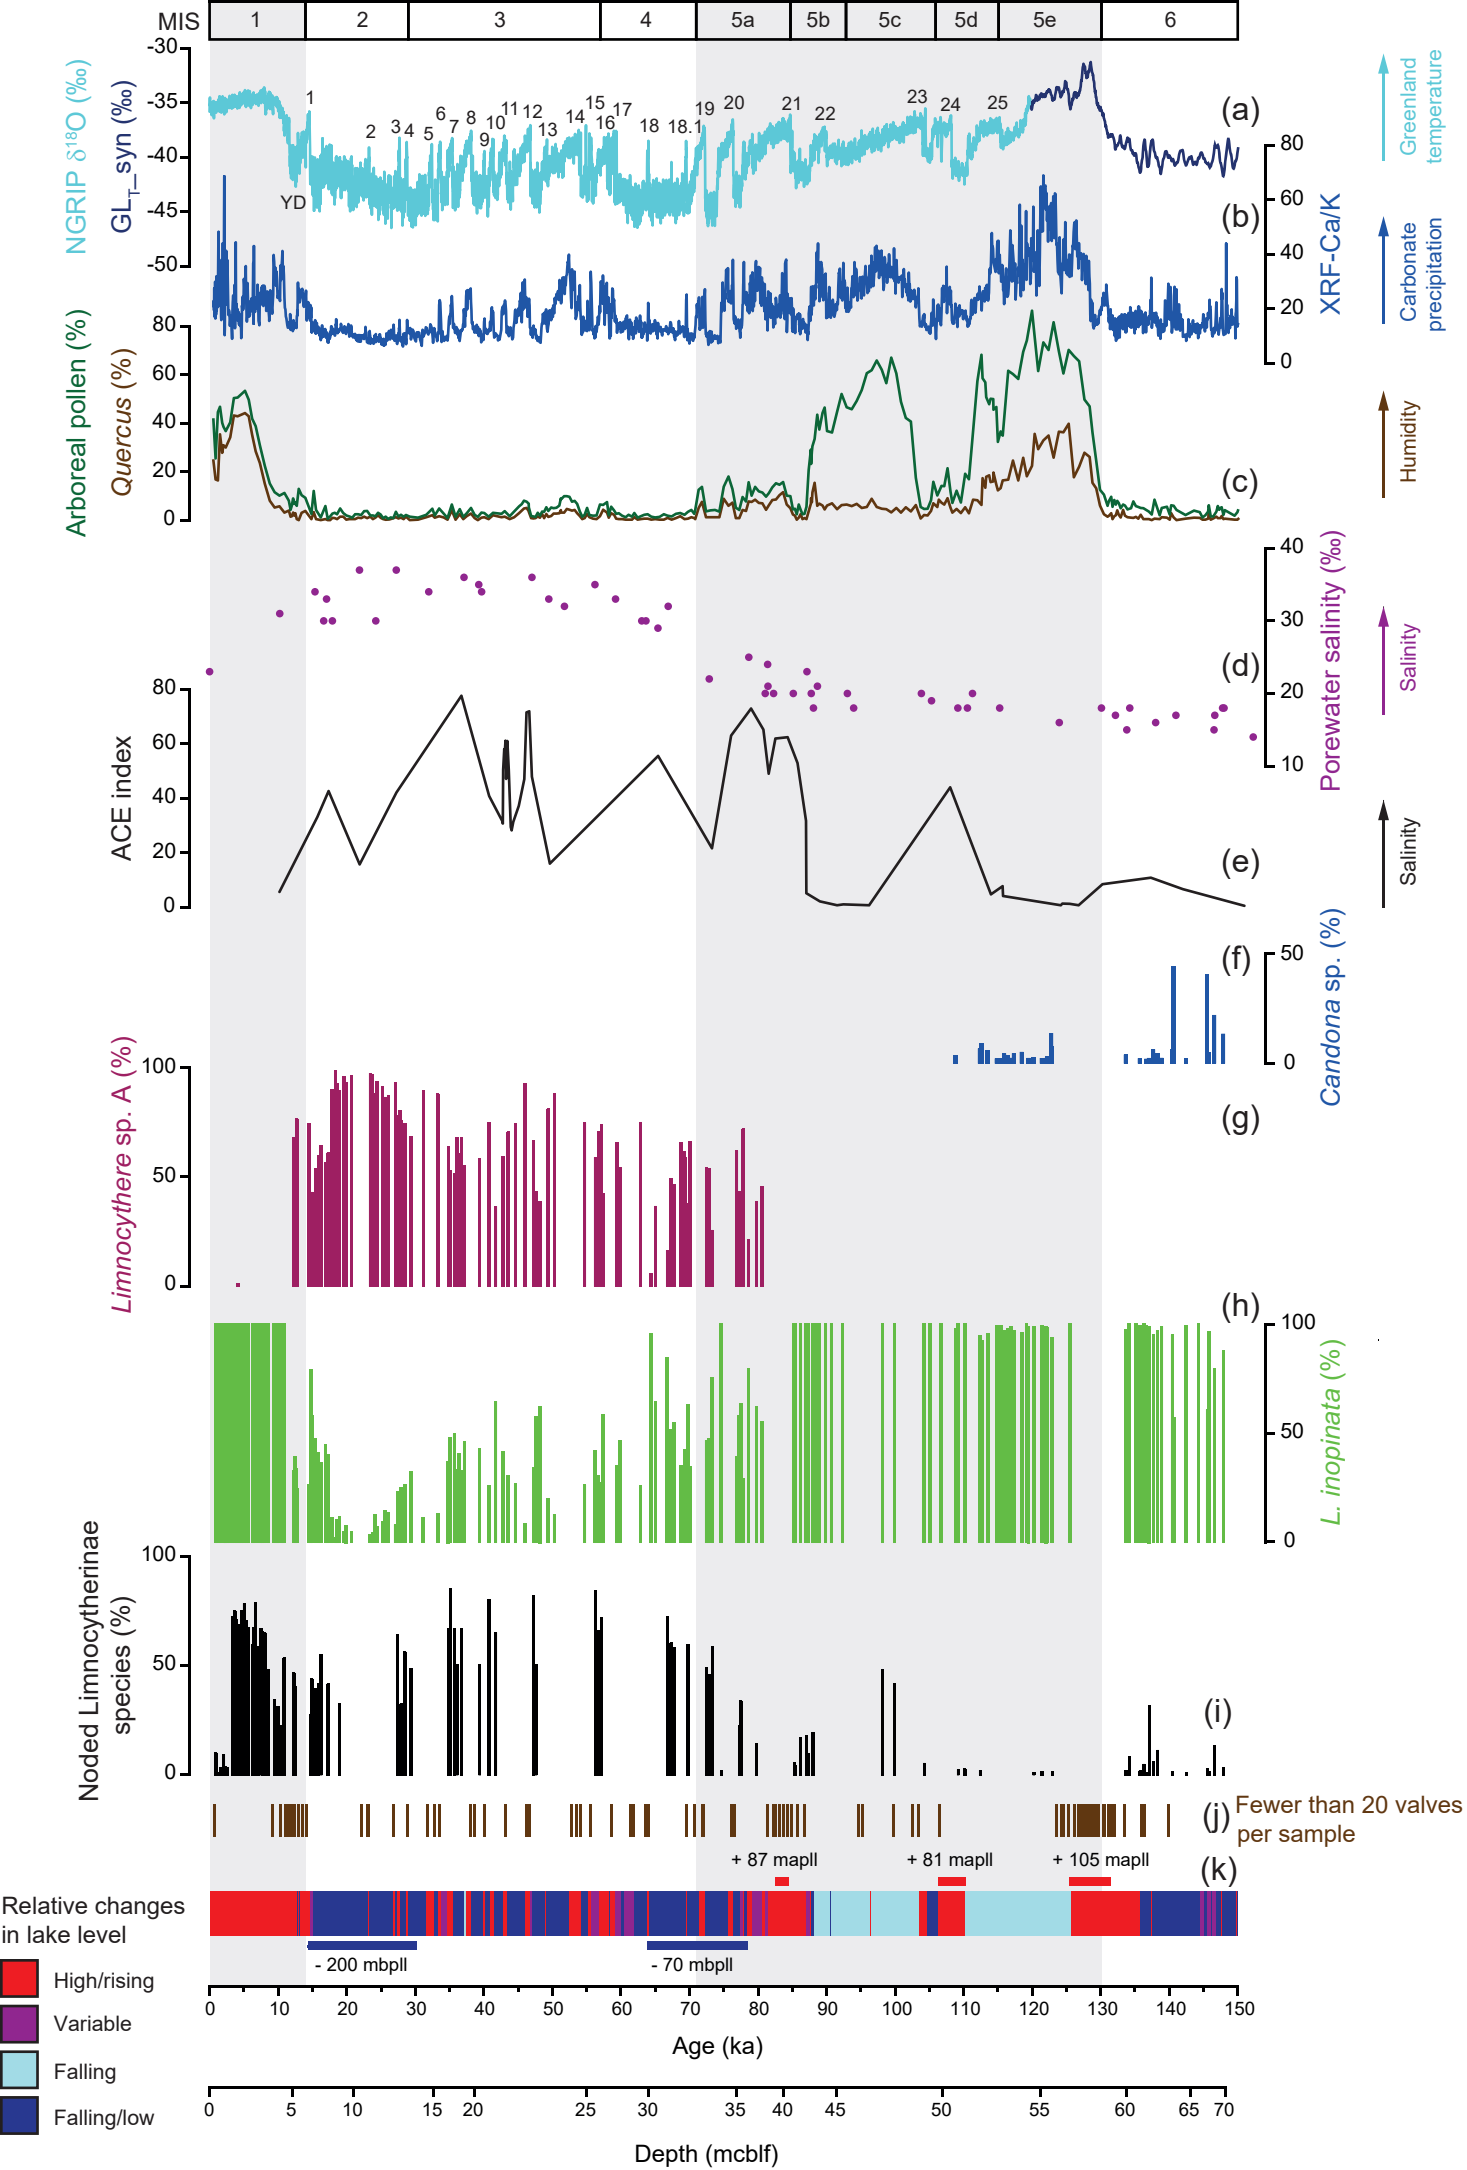 MIS 1 2 3 4 5a 5b 5c 5d 5e 6
NGRIP δ18O (‰)
GLT_syn (‰)
-30
-35
-40
-45
-50
1 2 3 4 5 6 7 8 9 10 11 12 13 14 15 16 17 18 18.1 19 20 21 22 23 24 25
YD
(a)
Greenland
temperature
80
60
40
20
0
(b)
XRF-Ca/K
Carbonate
precipitation
Arboreal pollen (%)
Quercus (%)
80
60
40
20
0
(c)
Humidity
40
30
20
10
(d)
Porewater salinity (‰)
Salinity
ACE index
80
60
40
20
0
(e)
Salinity
(f)
50
0
Candona sp. (%)
Limnocythere sp. A (%)
100
50
0
(g)
(h)
100
50
0
L. inopinata (%)
Noded Limnocytherinae
species (%)
100
50
0
(i)
(j) Fewer than 20 valves
per sample
+ 87 mapll + 81 mapll + 105 mapll
(k)
Relative changes
in lake level
- 200 mbpll - 70 mbpll
High/rising
Variable
Falling
Falling/low
0 10 20 30 40 50 60 70 80 90 100 110 120 130 140 150
Age (ka)
0 5 10 15 20 25 30 35 40 45 50 55 60 65 70
Depth (mcblf)